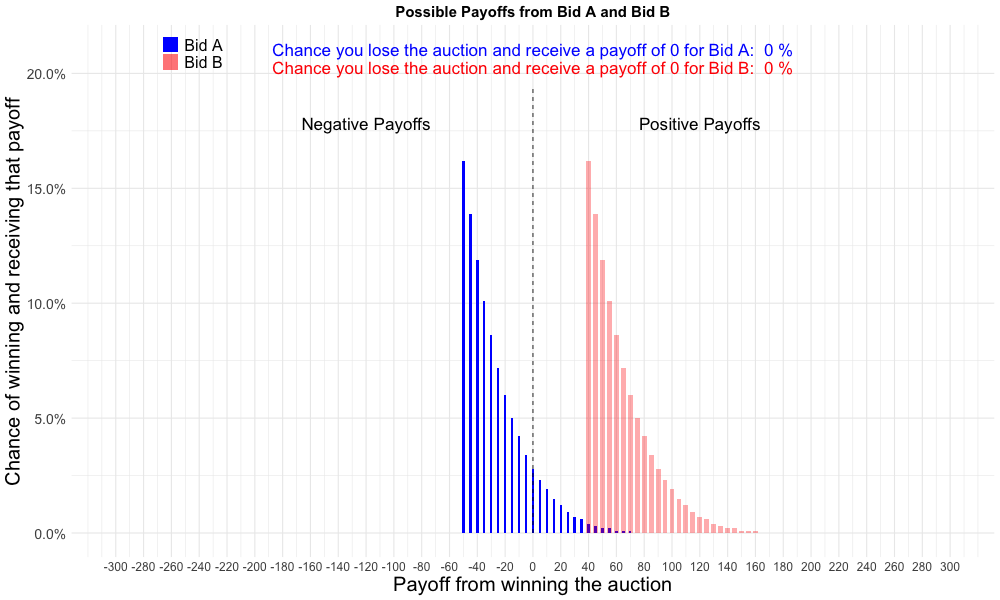 Possible Payoffs from Bid A and Bid B
Bid A
Bid B
Chance you lose the auction and receive a payoff of 0 for Bid A: 0 %
Chance you lose the auction and receive a payoff of 0 for Bid B: 0 %
Negative Payoffs
Positive Payoffs
Chance of winning and receiving that payoff
20.0%
15.0%
10.0%
5.0%
0.0%
-300 -280 -260 -240 -220 -200 -180 -160 -140 -120 -100 -80 -60 -40 -20 0 20 40 60 80 100 120 140 160 180 200 220 240 260 280 300
Payoff from winning the auction